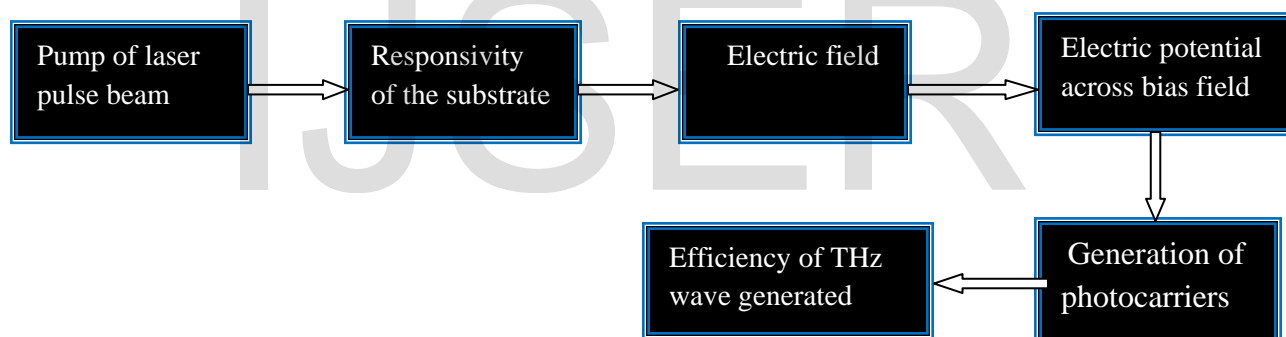 Pump of laser
pulse beam
Responsivity
of the substrate
Electric field
Electric potential
across bias field
Generation of
photocarriers
Efficiency of THz
wave generated
IJSER